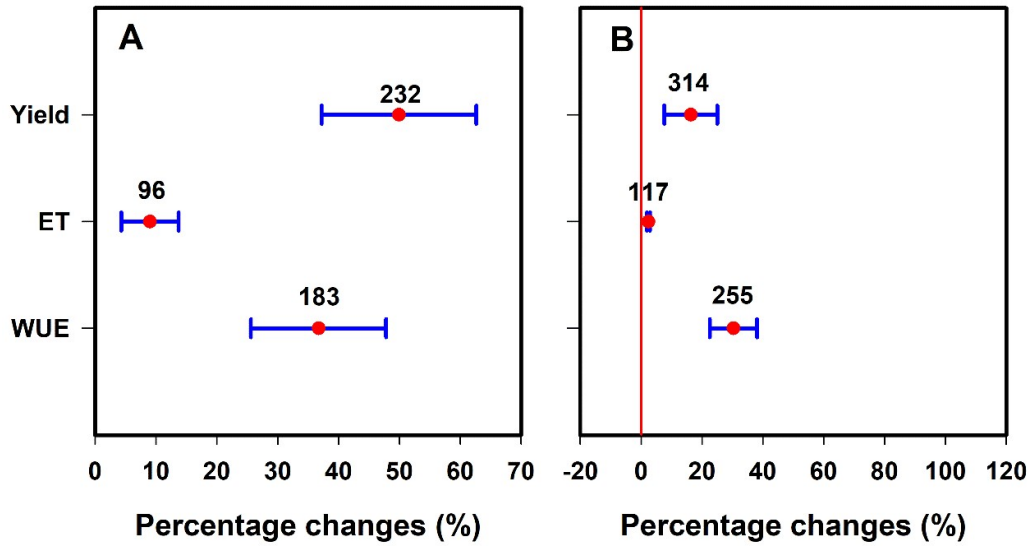 A
B
Yield
232
314
ET
96
117
WUE
183
255
0 10 20 30 40 50 60 70
-20 0 20 40 60 80 100 120
Percentage changes (%)
Percentage changes (%)